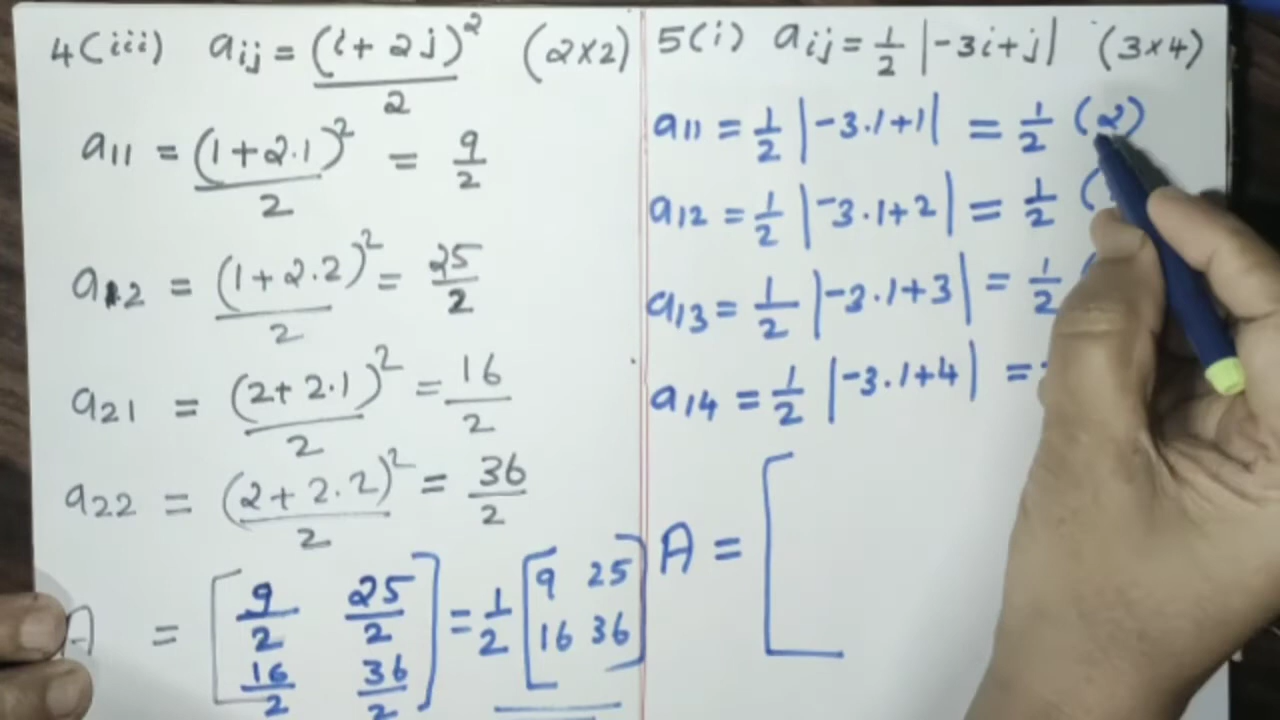 4(iii) aij = (i+2j)²/2 (2×2)
a11 = (1+2.1)²/2 = 9/2
a12 = (1+2.2)²/2 = 25/2
a21 = (2+2.1)²/2 = 16/2
a22 = (2+2.2)²/2 = 36/2
A = [9/2 25/2
16/2 36/2] = 1/2 [9 25
16 36]
5(i) aij = 1/2 |-3i+j| (3×4)
a11 = 1/2 |-3.1+1| = 1/2 (2)
a12 = 1/2 |-3.1+2| = 1/2 (
a13 = 1/2 |-3.1+3| = 1/2 (
a14 = 1/2 |-3.1+4| =
A = [